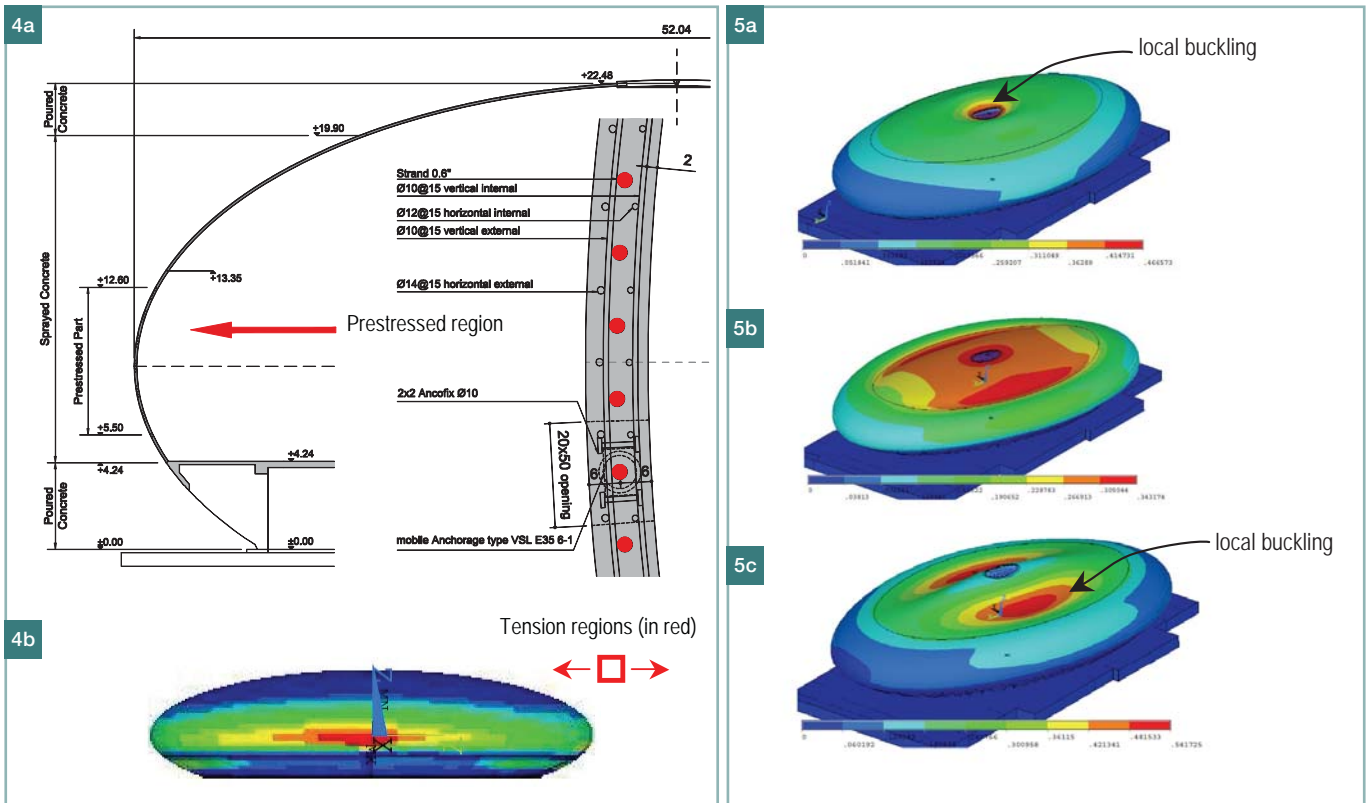 4a
52.04
+22.48
Poured
Concrete
+19.90
Strand 0.6"
Ø10@15 vertical internal
2
Ø12@15 horizontal internal
Ø10@15 vertical external
+13.35
+12.60
Ø14@15 horizontal external
Sprayed Concrete
Prestressed Part
Prestressed region
2x2 Ancofix Ø10
+5.50
+4.24
+4.24
20x50 opening
6
6
Poured
Concrete
±0.00
±0.00
mobile Anchorage type VSL E35 6-1
4b
Tension regions (in red)
Z
MN
X
5a
local buckling
0
.051841
.259207
.311048
.36289
.414731
.466573
5b
0
.03813
.190652
.228783
.266913
.343174
5c
local buckling
0
.060192
.300958
.36115
.421341
.481533
.541725